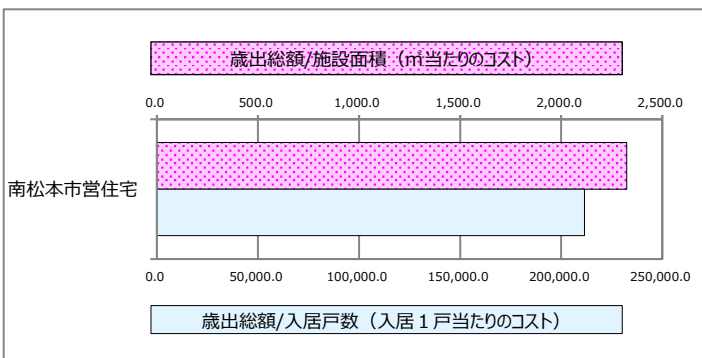 歳出総額/施設面積（㎡当たりのコスト）
0.0 500.0 1,000.0 1,500.0 2,000.0 2,500.0
南松本市営住宅
0.0 50,000.0 100,000.0 150,000.0 200,000.0 250,000.0
歳出総額/入居戸数（入居１戸当たりのコスト）